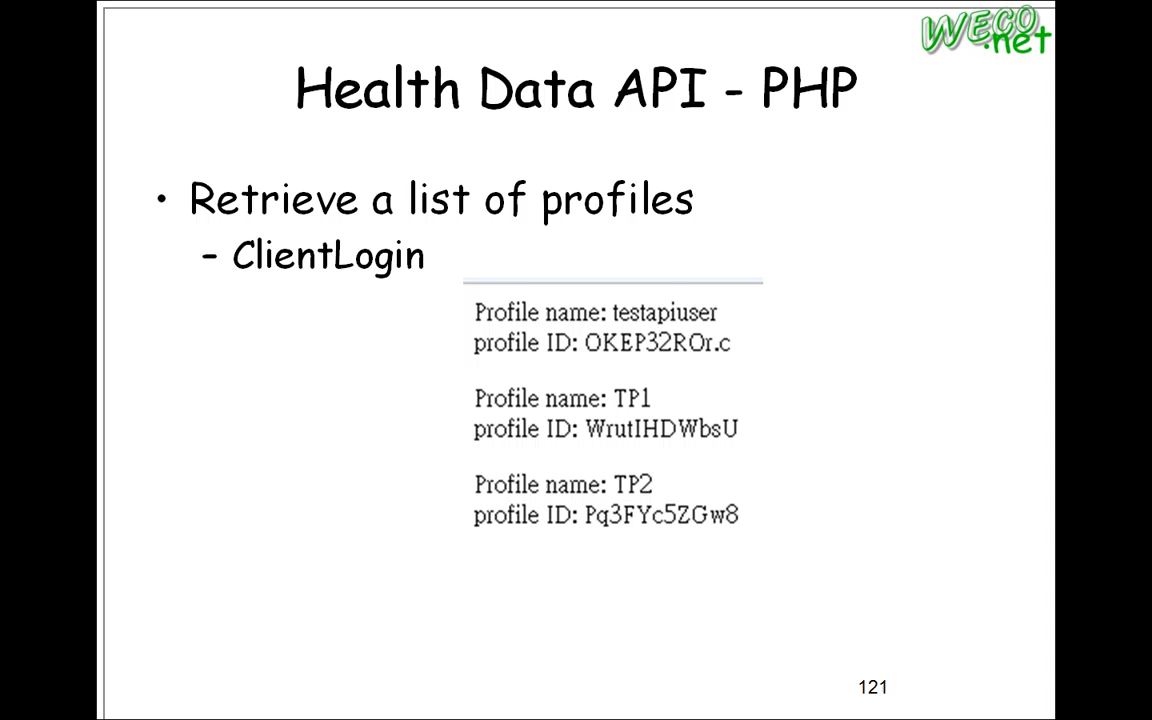 WECO
.net
Health Data API - PHP
• Retrieve a list of profiles
– ClientLogin
Profile name: testapiuser
profile ID: OKEP32ROr.c
Profile name: TP1
profile ID: WrutIHDWbsU
Profile name: TP2
profile ID: Pq3FYc5ZGw8
121